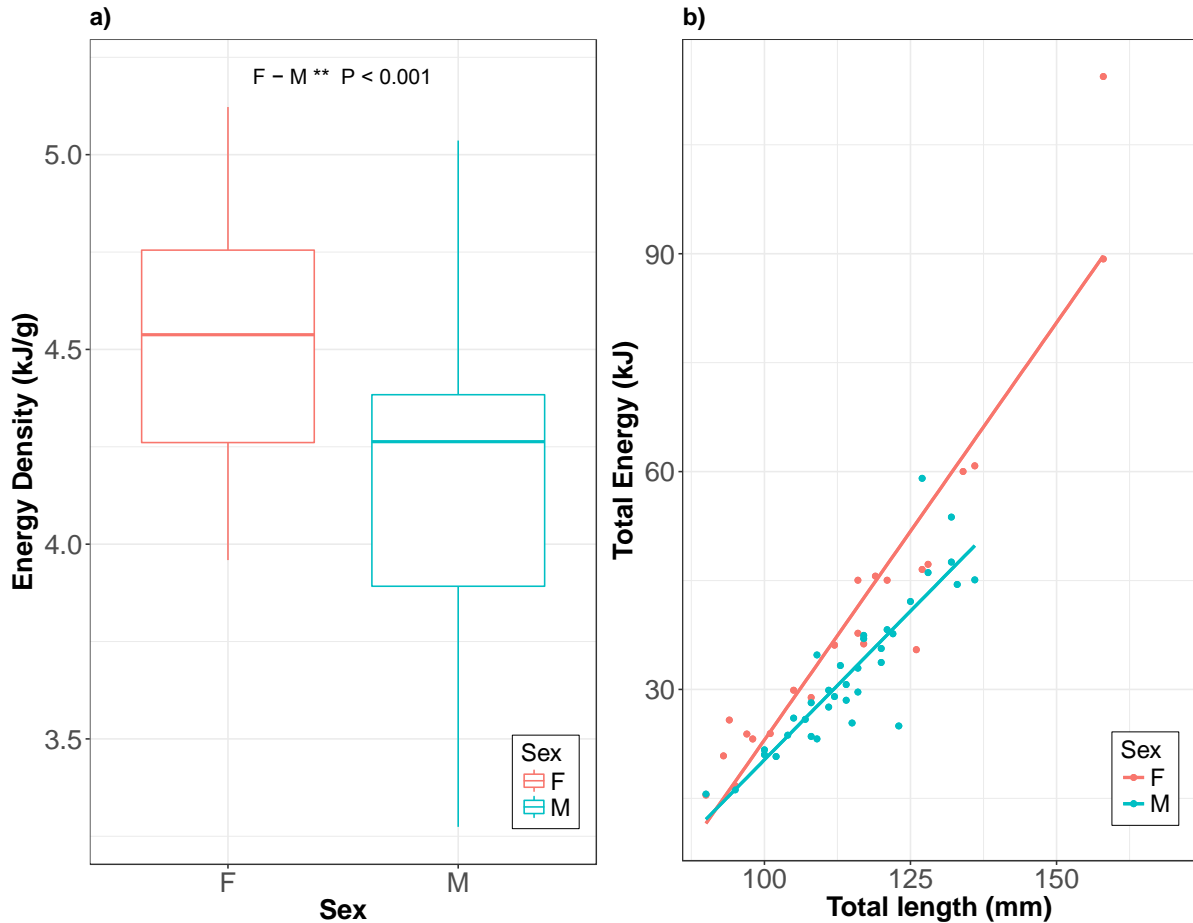 a)
F − M ** P < 0.001
Energy Density (kJ/g)
5.0
4.5
4.0
3.5
F
M
Sex
Sex
F
M
b)
Total Energy (kJ)
90
60
30
100
125
150
Total length (mm)
Sex
F
M